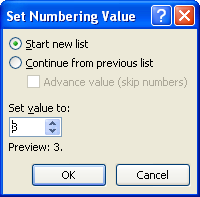 Set Numbering Value
Start new list
Continue from previous list
Advance value (skip numbers)
Set value to:
3
Preview: 3.
OK Cancel